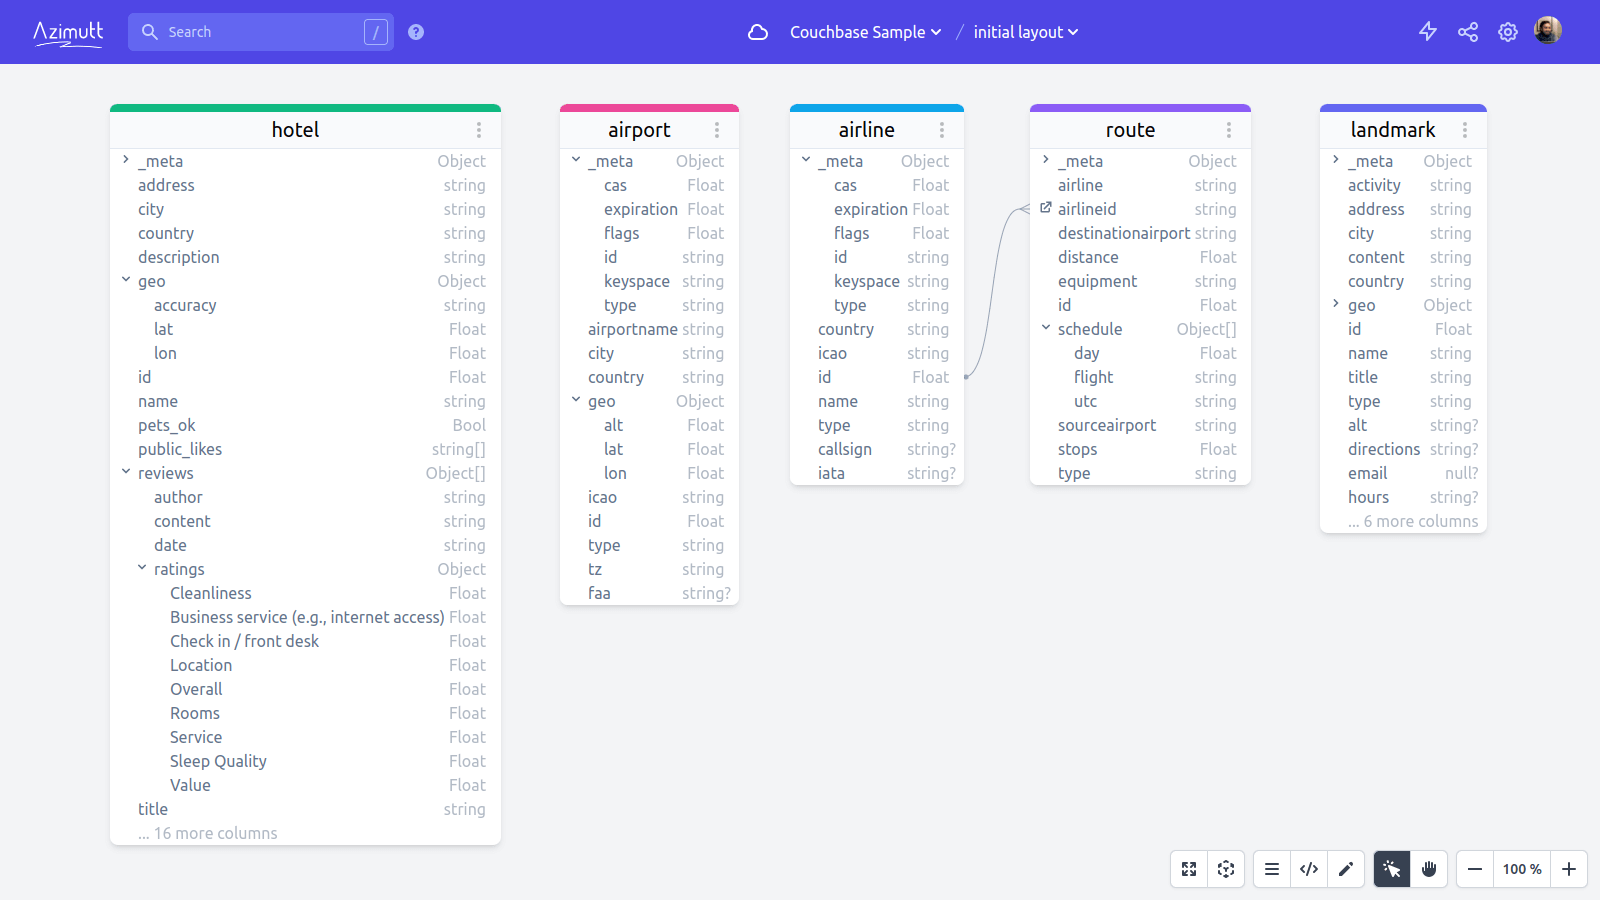 Azimutt
Search /
?
Couchbase Sample / initial layout
hotel
_meta Object
address string
city string
country string
description string
geo Object
accuracy string
lat Float
lon Float
id Float
name string
pets_ok Bool
public_likes string[]
reviews Object[]
author string
content string
date string
ratings Object
Cleanliness Float
Business service (e.g., internet access) Float
Check in / front desk Float
Location Float
Overall Float
Rooms Float
Service Float
Sleep Quality Float
Value Float
title string
... 16 more columns
airport
_meta Object
cas Float
expiration Float
flags Float
id string
keyspace string
type string
airportname string
city string
country string
geo Object
alt Float
lat Float
lon Float
icao string
id Float
type string
tz string
faa string?
airline
_meta Object
cas Float
expiration Float
flags Float
id string
keyspace string
type string
country string
icao string
id Float
name string
type string
callsign string?
iata string?
route
_meta Object
airline string
airlineid string
destinationairport string
distance Float
equipment string
id Float
schedule Object[]
day Float
flight string
utc string
sourceairport string
stops Float
type string
landmark
_meta Object
activity string
address string
city string
content string
country string
geo Object
id Float
name string
title string
type string
alt string?
directions string?
email null?
hours string?
... 6 more columns
100 %